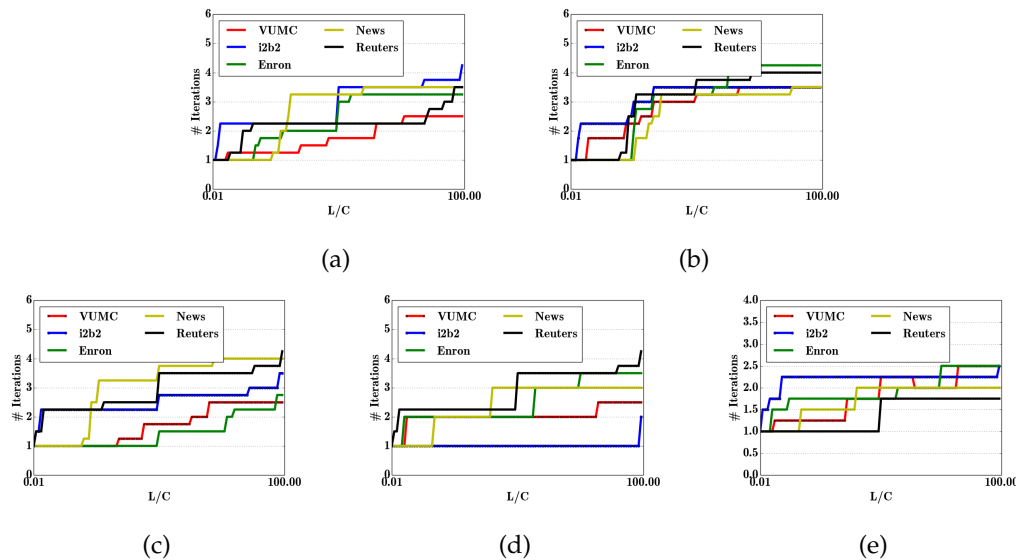 6
5
4
3
2
1
0
# Iterations
VUMC
i2b2
Enron
News
Reuters
0.01
100.00
L/C
(a)
6
5
4
3
2
1
0
# Iterations
VUMC
i2b2
Enron
News
Reuters
0.01
100.00
L/C
(b)
6
5
4
3
2
1
0
# Iterations
VUMC
i2b2
Enron
News
Reuters
0.01
100.00
L/C
(c)
6
5
4
3
2
1
0
# Iterations
VUMC
i2b2
Enron
News
Reuters
0.01
100.00
L/C
(d)
4.0
3.5
3.0
2.5
2.0
1.5
1.0
0.5
0.0
# Iterations
VUMC
i2b2
Enron
News
Reuters
0.01
100.00
L/C
(e)